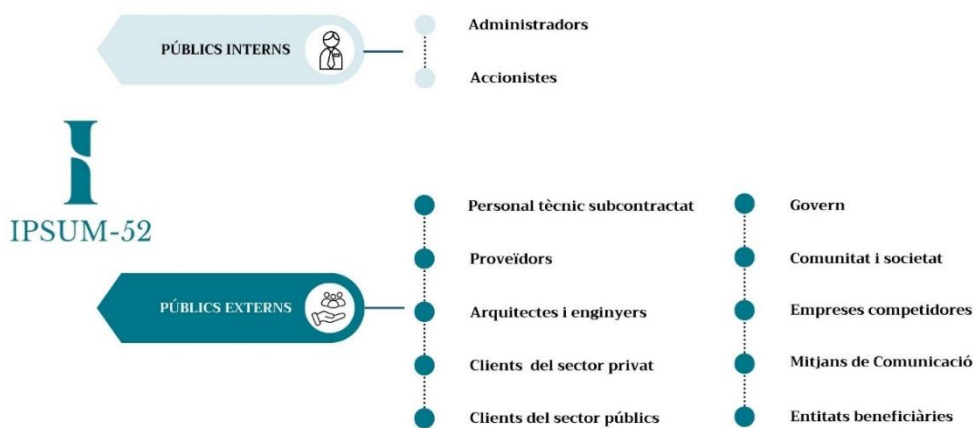 PÚBLICS INTERNS
Administradors
Accionistes
IPSUM-52
PÚBLICS EXTERNS
Personal tècnic subcontractat
Proveïdors
Arquitectes i enginyers
Clients del sector privat
Clients del sector públics
Govern
Comunitat i societat
Empreses competidores
Mitjans de Comunicació
Entitats beneficiàries